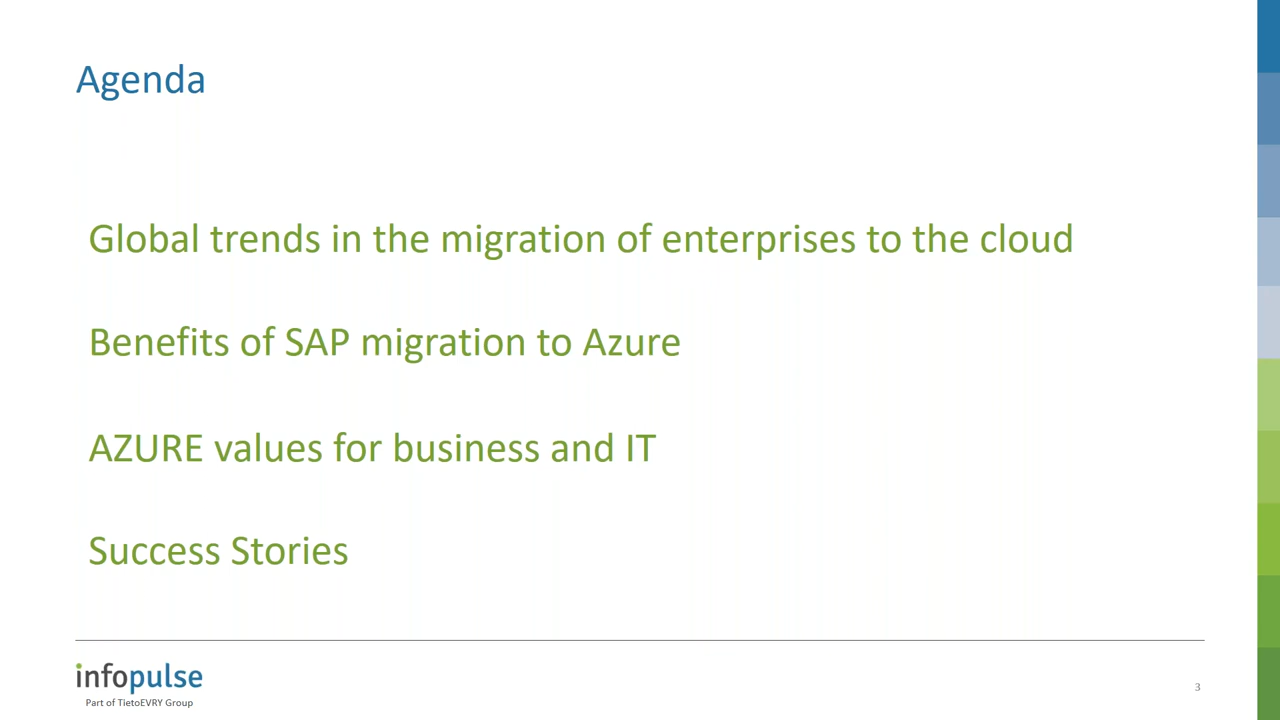 Agenda
Global trends in the migration of enterprises to the cloud
Benefits of SAP migration to Azure
AZURE values for business and IT
Success Stories
infopulse
Part of TietoEVRY Group
3